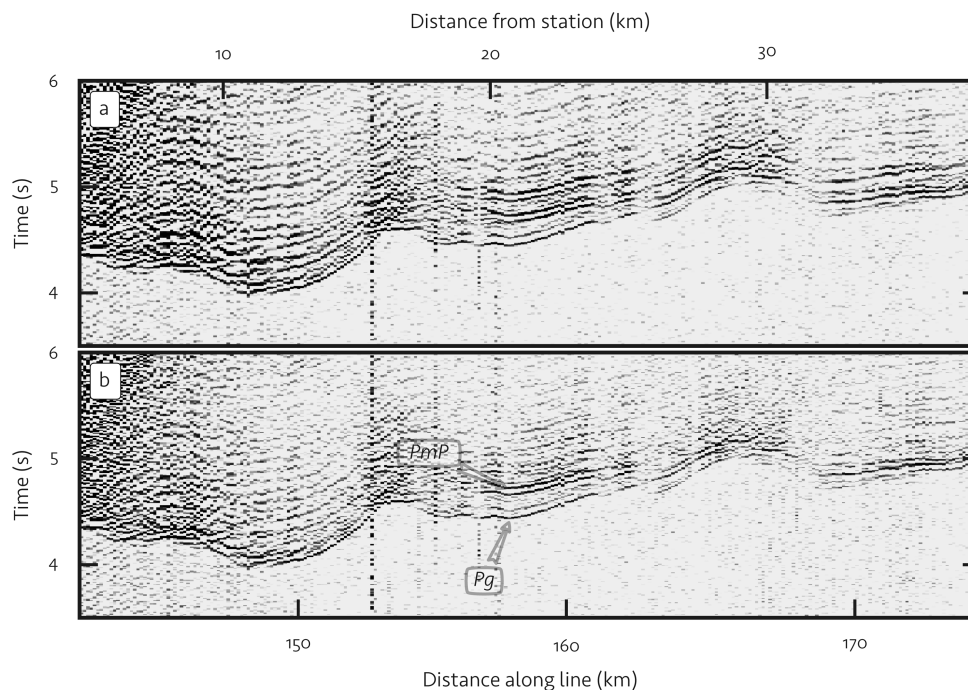 Distance from station (km)
10 20 30
6
a
5
Time (s)
4
6
b
PmP
5
Time (s)
4
Pg
150 160 170
Distance along line (km)